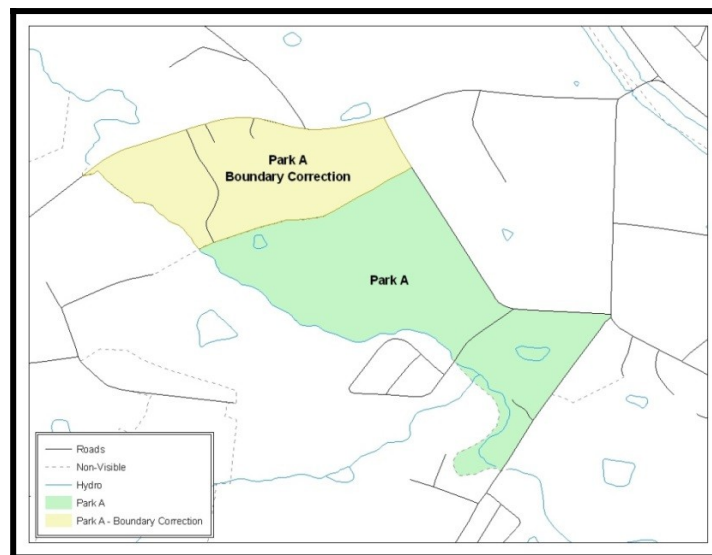 Park A
Boundary Correction
Park A
Roads
Non-Visible
Hydro
Park A
Park A - Boundary Correction